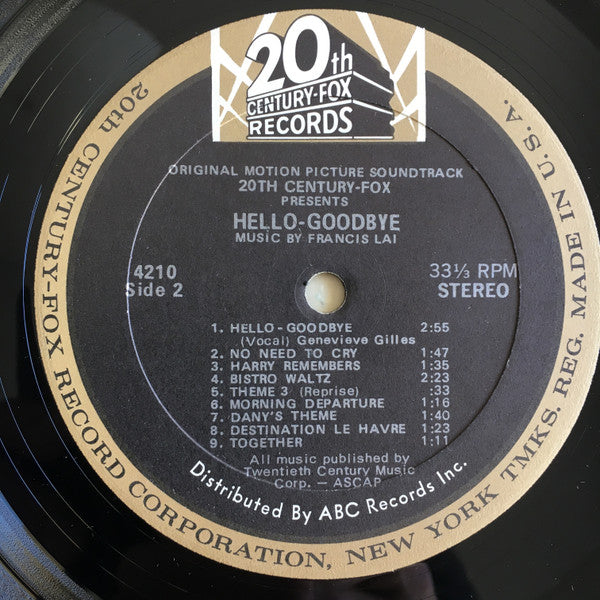 20th
CENTURY-FOX
RECORDS
ORIGINAL MOTION PICTURE SOUNDTRACK
20TH CENTURY-FOX
PRESENTS
HELLO-GOODBYE
MUSIC BY FRANCIS LAI
4210
Side 2
33⅓ RPM
STEREO
1. HELLO - GOODBYE 2:55
(Vocal) Genevieve Gilles
2. NO NEED TO CRY 1:47
3. HARRY REMEMBERS 1:35
4. BISTRO WALTZ 2:23
5. THEME 3 (Reprise) :33
6. MORNING DEPARTURE 1:16
7. DANY'S THEME 1:40
8. DESTINATION LE HAVRE 1:23
9. TOGETHER 1:11
All music published by
Twentieth Century Music
Corp. – ASCAP
Distributed By ABC Records Inc.
20th CENTURY-FOX RECORD CORPORATION, NEW YORK TMKS. REG. MADE IN U.S.A.